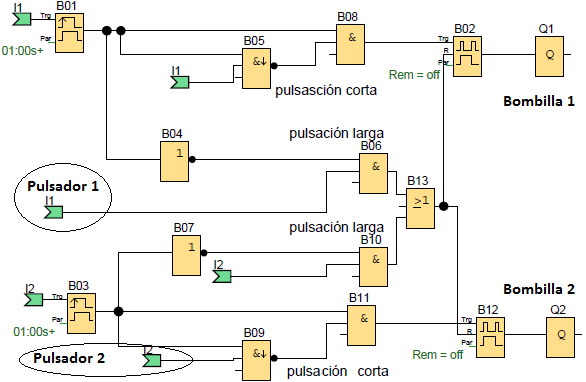 I1
B01
Trg
Par
01:00s+
B05
I1
&↓
pulsasción corta
B08
&
B02
Trg
R
Par
Rem = off
Q1
Q
Bombilla 1
B04
1
pulsación larga
B06
&
Pulsador 1
I1
B13
≥1
pulsación larga
B07
1
I2
B10
&
I2
B03
Trg
Par
01:00s+
B11
&
B12
Trg
R
Par
Rem = off
Bombilla 2
Q2
Q
Pulsador 2
I2
B09
&↓
pulsación corta